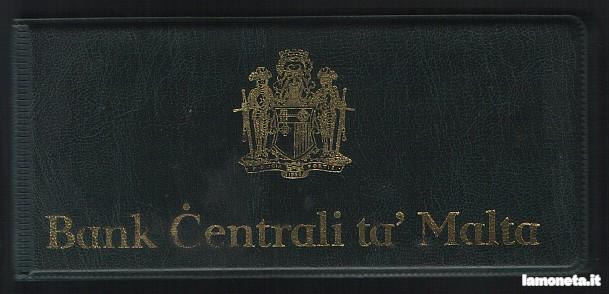 Bank Ċentrali ta' Malta
lamoneta.it